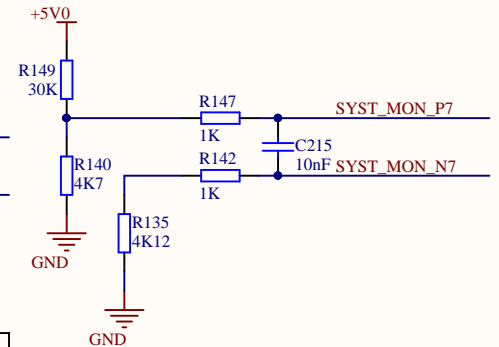 +5V0
R149
30K
R147
1K
SYST_MON_P7
C215
10nF
SYST_MON_N7
R142
1K
R140
4K7
R135
4K12
GND
GND